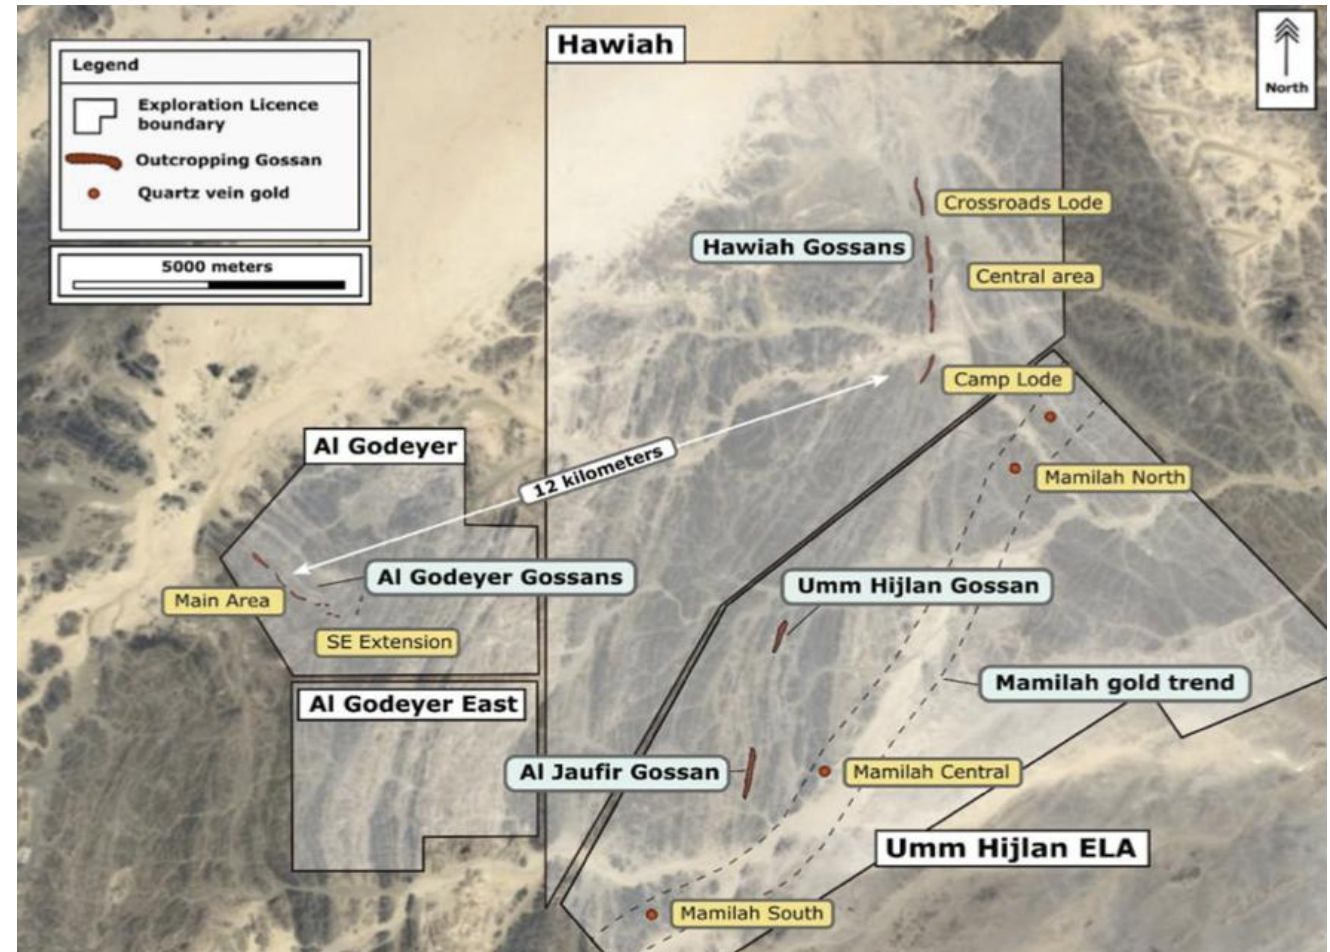 Hawiah
Legend
Exploration Licence
boundary
Outcropping Gossan
Quartz vein gold
5000 meters
North
Crossroads Lode
Hawiah Gossans
Central area
Camp Lode
Al Godeyer
12 kilometers
Mamilah North
Al Godeyer Gossans
Main Area
SE Extension
Umm Hijlan Gossan
Mamilah gold trend
Al Godeyer East
Al Jaufir Gossan
Mamilah Central
Umm Hijlan ELA
Mamilah South